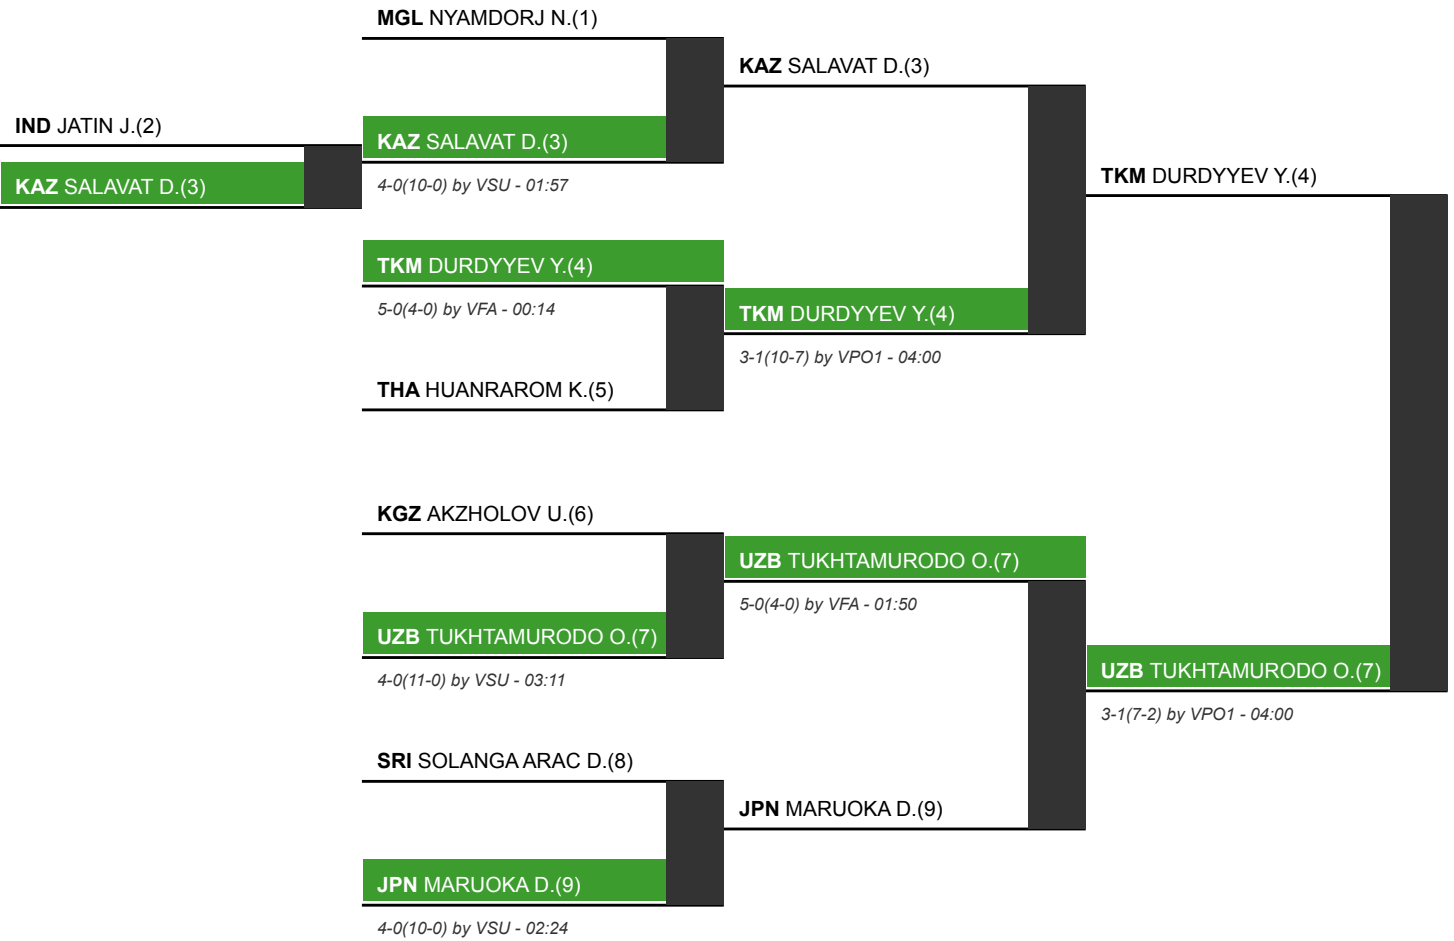 IND JATIN J.(2)
KAZ SALAVAT D.(3)
MGL NYAMDORJ N.(1)
KAZ SALAVAT D.(3)
4-0(10-0) by VSU - 01:57
TKM DURDYYEV Y.(4)
5-0(4-0) by VFA - 00:14
THA HUANRAROM K.(5)
KGZ AKZHOLOV U.(6)
UZB TUKHTAMURODO O.(7)
4-0(11-0) by VSU - 03:11
SRI SOLANGA ARAC D.(8)
JPN MARUOKA D.(9)
4-0(10-0) by VSU - 02:24
KAZ SALAVAT D.(3)
TKM DURDYYEV Y.(4)
3-1(10-7) by VPO1 - 04:00
UZB TUKHTAMURODO O.(7)
5-0(4-0) by VFA - 01:50
JPN MARUOKA D.(9)
TKM DURDYYEV Y.(4)
UZB TUKHTAMURODO O.(7)
3-1(7-2) by VPO1 - 04:00